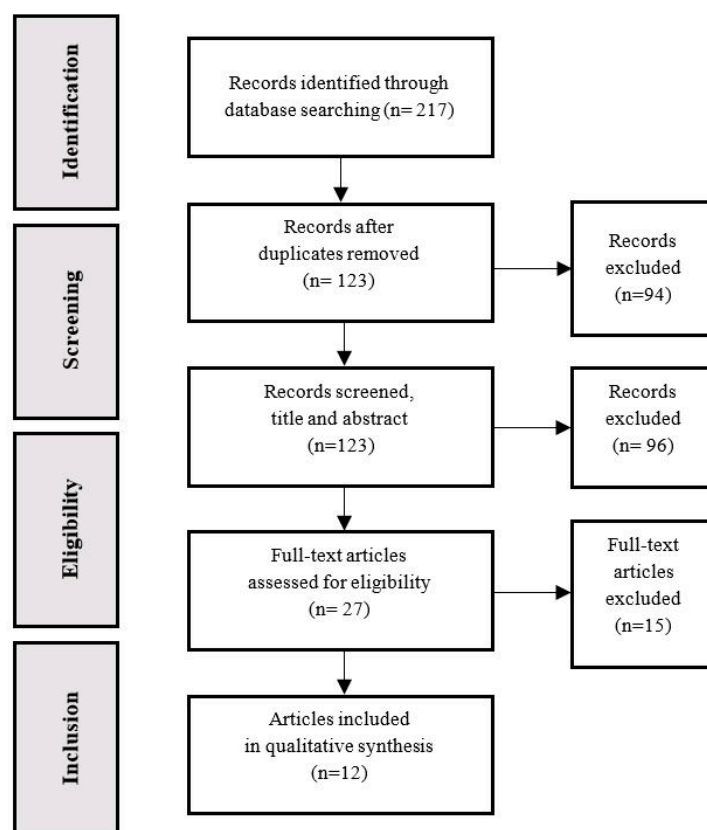 Identification
Records identified through
database searching (n= 217)
Screening
Records after
duplicates removed
(n= 123)
Records
excluded
(n=94)
Records screened,
title and abstract
(n=123)
Records
excluded
(n= 96)
Eligibility
Full-text articles
assessed for eligibility
(n= 27)
Full-text
articles
excluded
(n=15)
Inclusion
Articles included
in qualitative synthesis
(n=12)